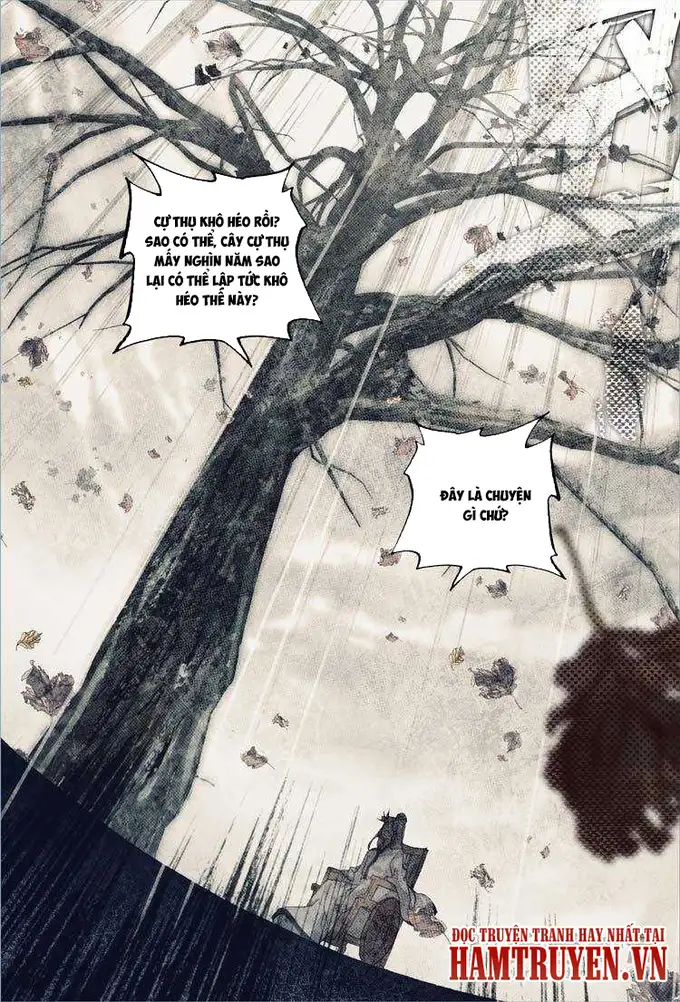 CỰ THỤ KHÔ HÉO RỒI?
SAO CÓ THỂ, CÂY CỰ THỤ
MẤY NGHÌN NĂM SAO
LẠI CÓ THỂ LẬP TỨC KHÔ
HÉO THẾ NÀY?
ĐÂY LÀ CHUYỆN
GÌ CHỨ?
ĐỌC TRUYỆN TRANH HAY NHẤT TẠI
HAMTRUYEN.VN